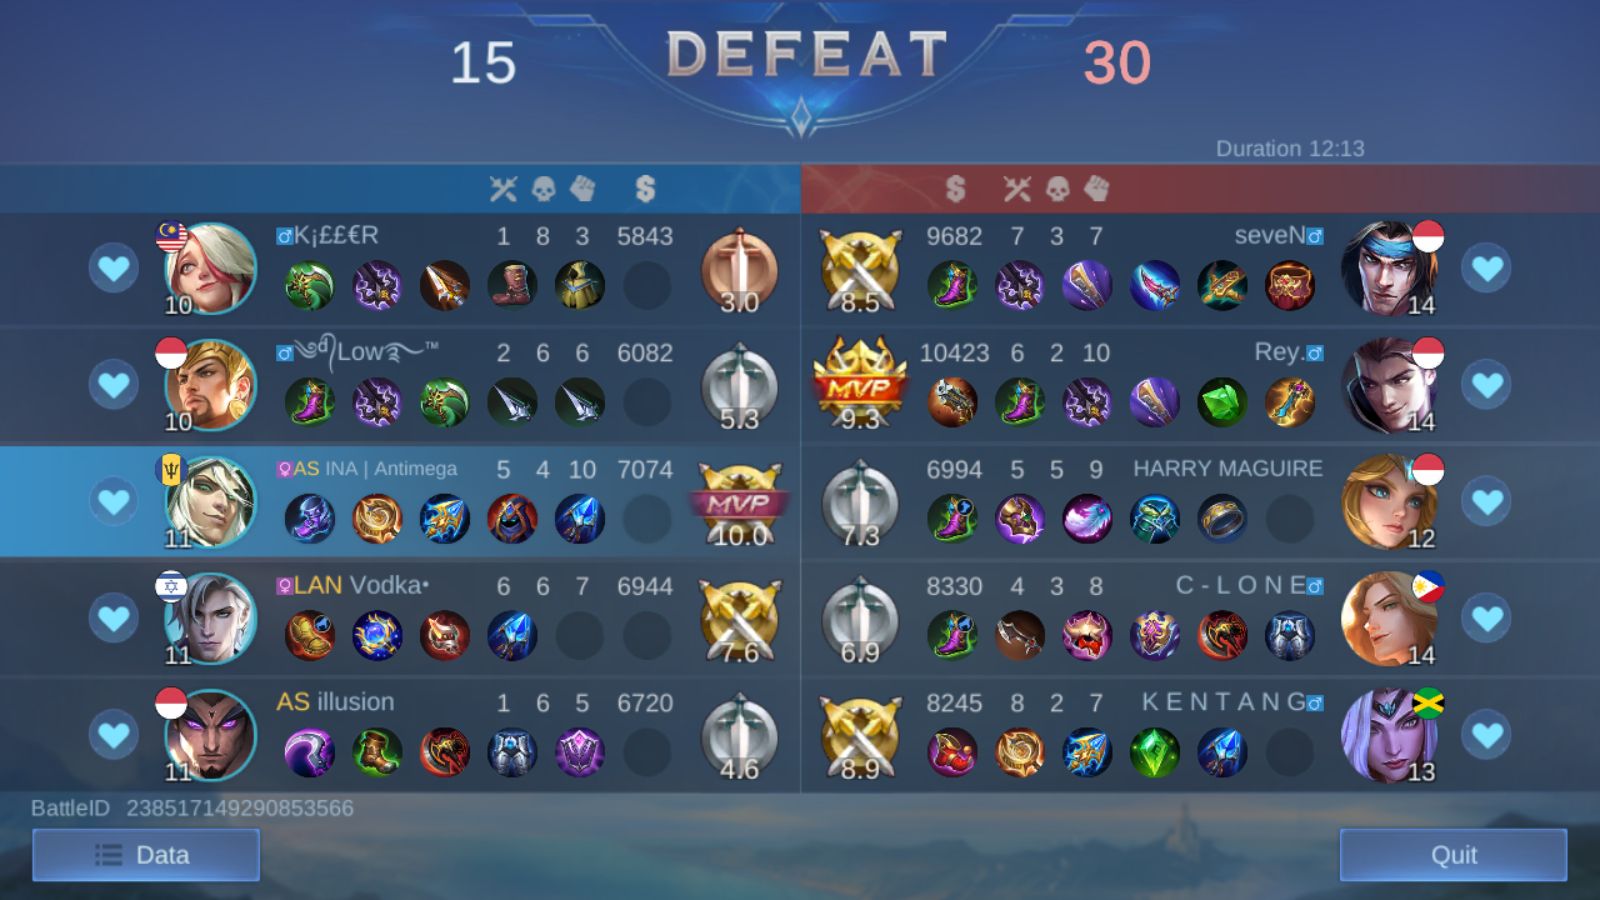 15 DEFEAT 30
Duration 12:13
K¡££€R 1 8 3 5843
10 3.0
9682 7 3 7 seveN
8.5 14
Low ™ 2 6 6 6082
10 5.3
10423 6 2 10 Rey.
MVP
9.3 14
AS INA | Antimega 5 4 10 7074
MVP
11 10.0
6994 5 5 9 HARRY MAGUIRE
7.3 12
LAN Vodka• 6 6 7 6944
11 7.6
8330 4 3 8 C - L O N E
6.9 14
AS illusion 1 6 5 6720
11 4.6
8245 8 2 7 K E N T A N G
8.9 13
BattleID 238517149290853566
Data
Quit